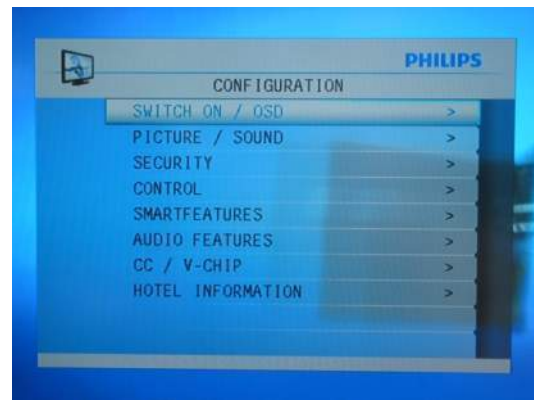 PHILIPS
CONFIGURATION
SWITCH ON / OSD >
PICTURE / SOUND >
SECURITY >
CONTROL >
SMARTFEATURES >
AUDIO FEATURES >
CC / V-CHIP >
HOTEL INFORMATION >